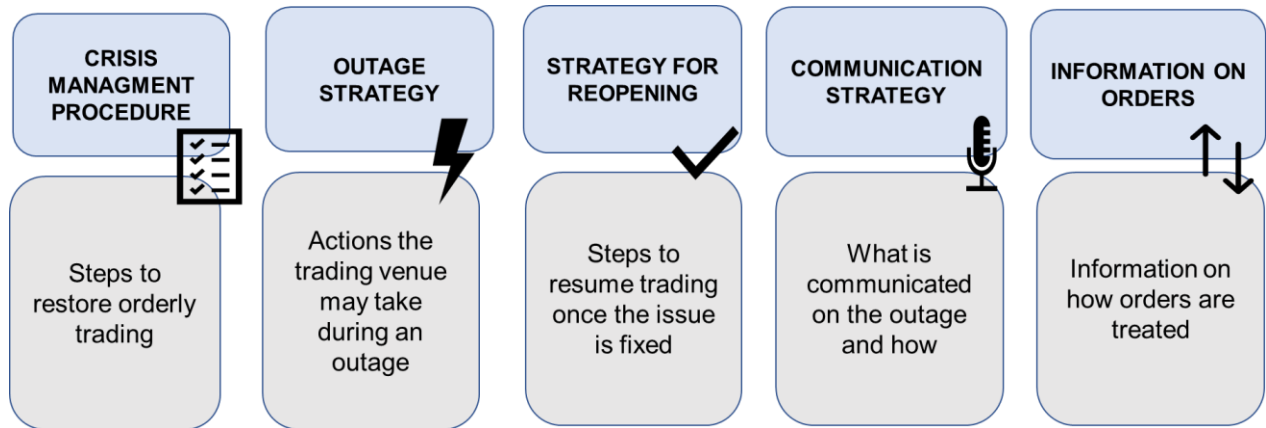 CRISIS
MANAGMENT
PROCEDURE
Steps to
restore orderly
trading
OUTAGE
STRATEGY
Actions the
trading venue
may take
during an
outage
STRATEGY FOR
REOPENING
Steps to
resume trading
once the issue
is fixed
COMMUNICATION
STRATEGY
What is
communicated
on the outage
and how
INFORMATION ON
ORDERS
Information on
how orders are
treated